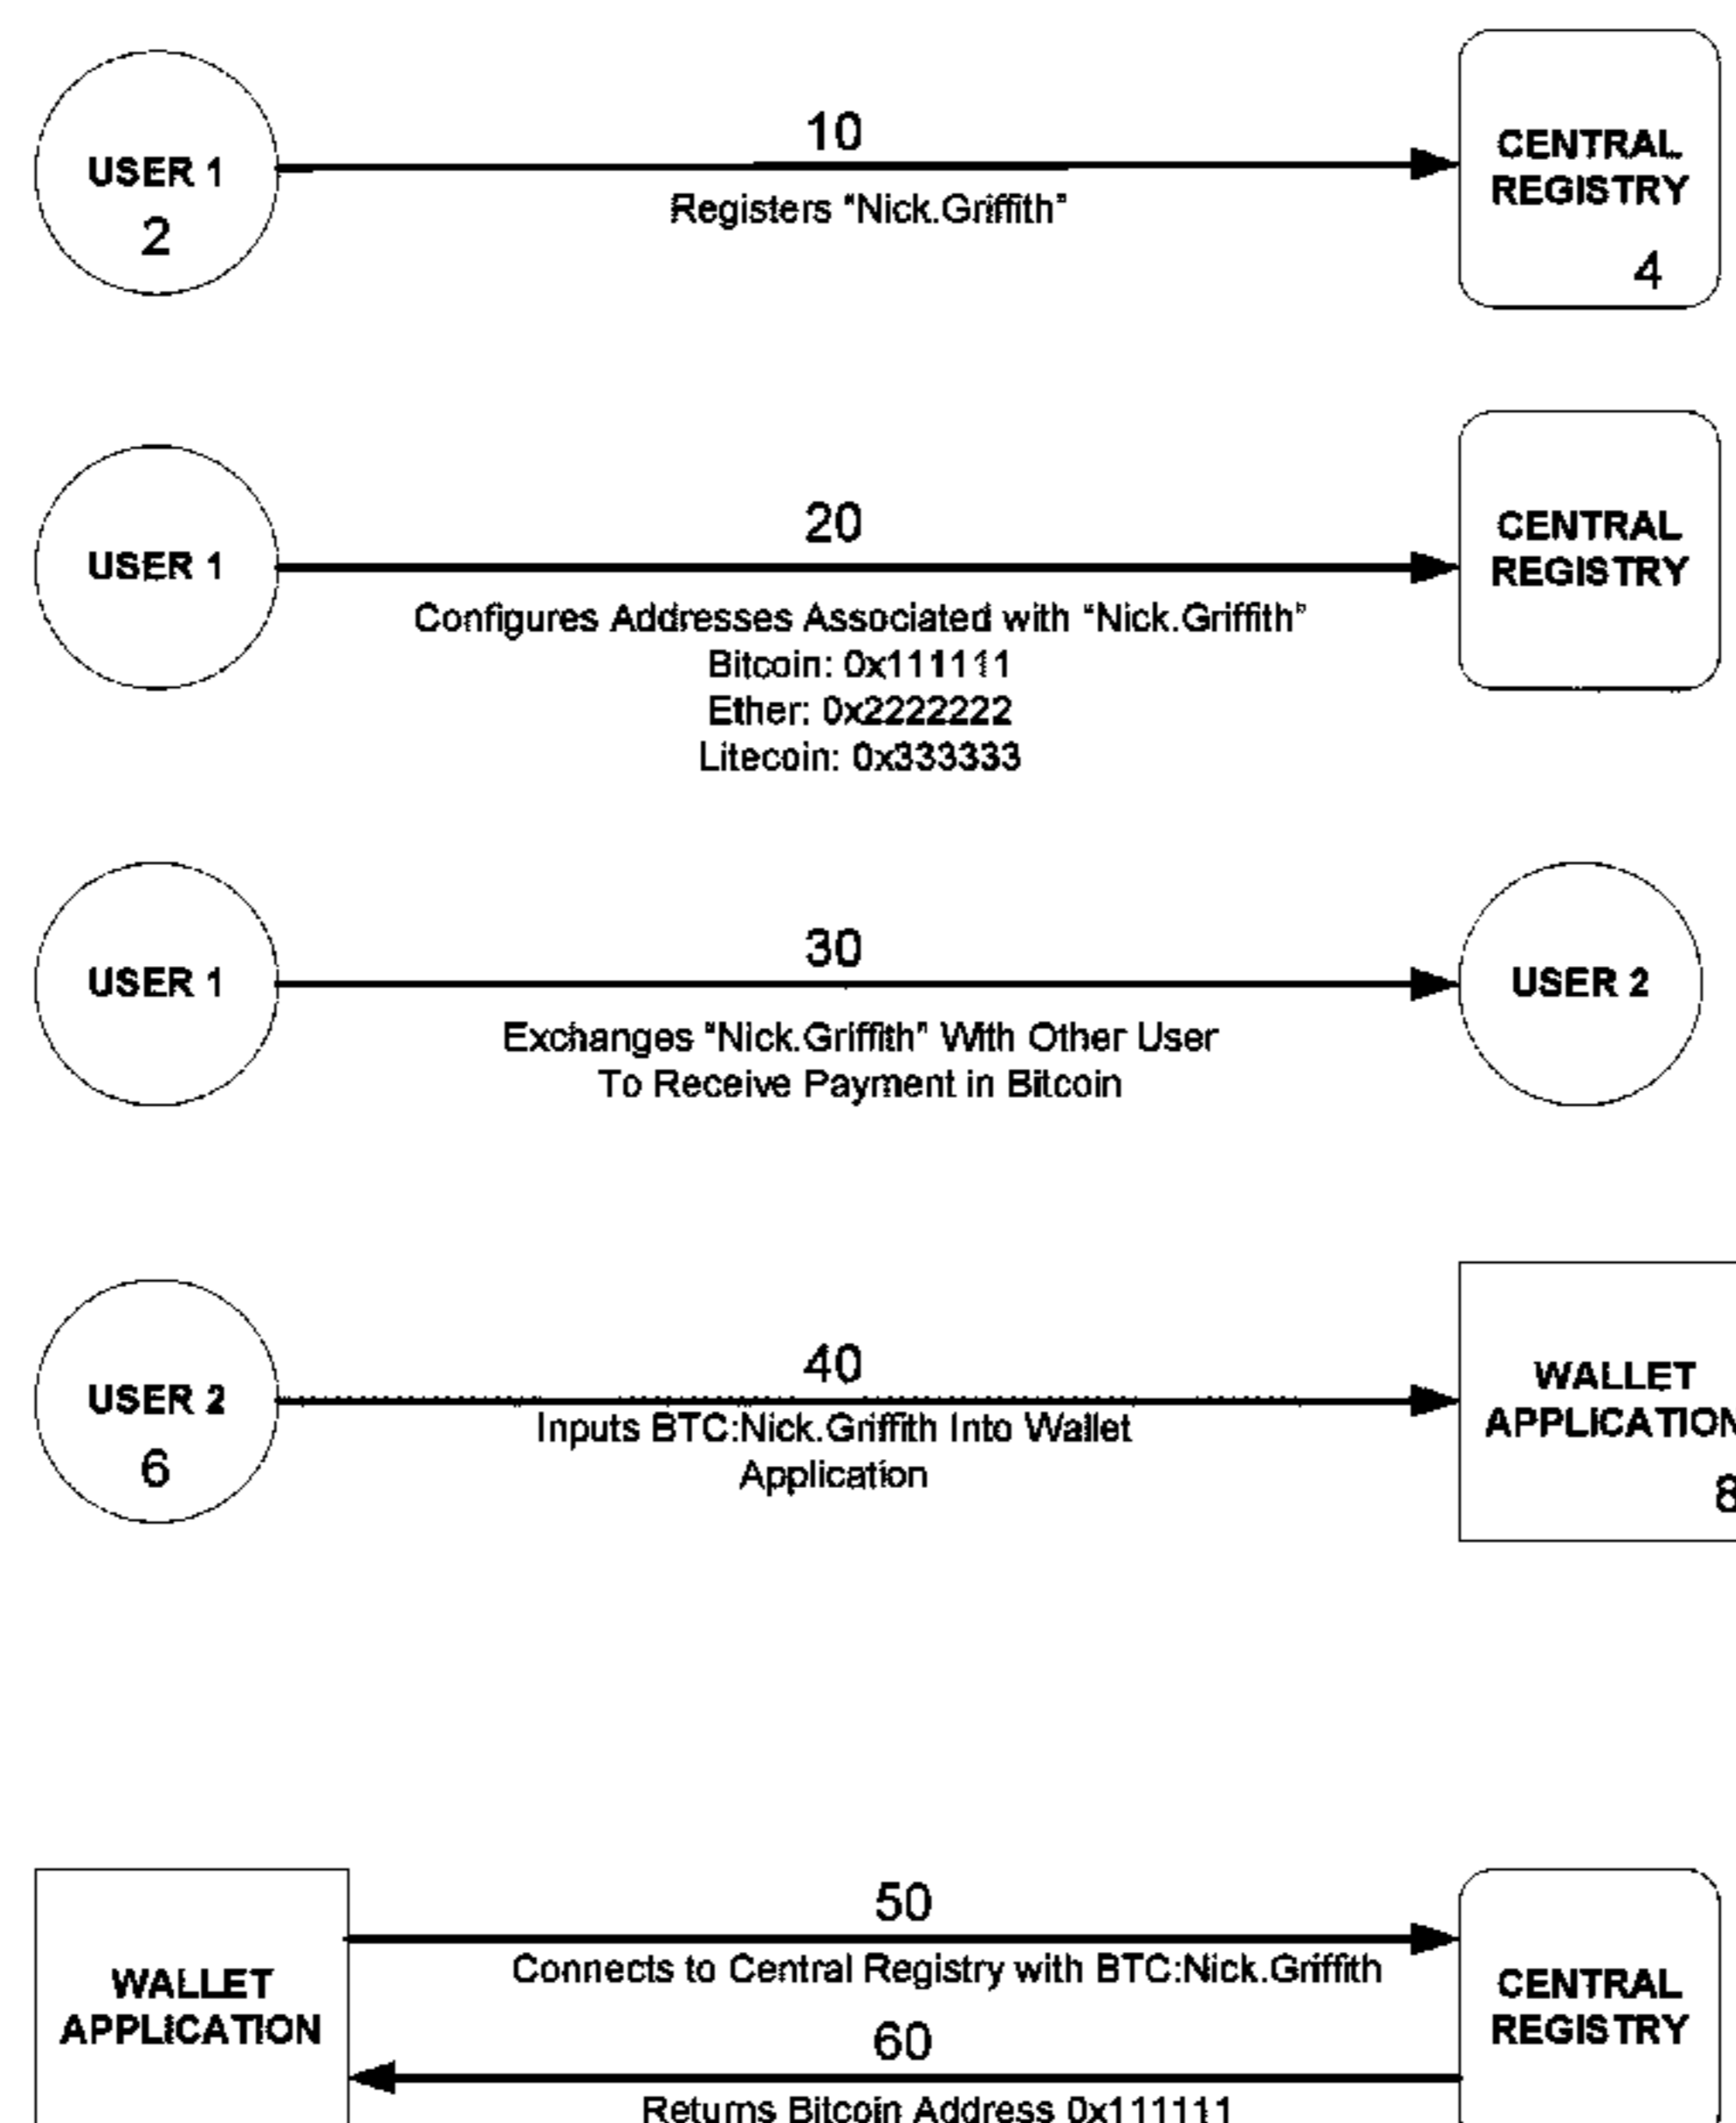 USER 1
2
10
Registers "Nick.Griffith"
CENTRAL
REGISTRY
4
USER 1
20
Configures Addresses Associated with "Nick.Griffith"
Bitcoin: 0x111111
Ether: 0x2222222
Litecoin: 0x333333
CENTRAL
REGISTRY
USER 1
30
Exchanges "Nick.Griffith" With Other User
To Receive Payment in Bitcoin
USER 2
USER 2
6
40
Inputs BTC:Nick.Griffith Into Wallet
Application
WALLET
APPLICATION
8
WALLET
APPLICATION
50
Connects to Central Registry with BTC:Nick.Griffith
60
Returns Bitcoin Address 0x111111
CENTRAL
REGISTRY